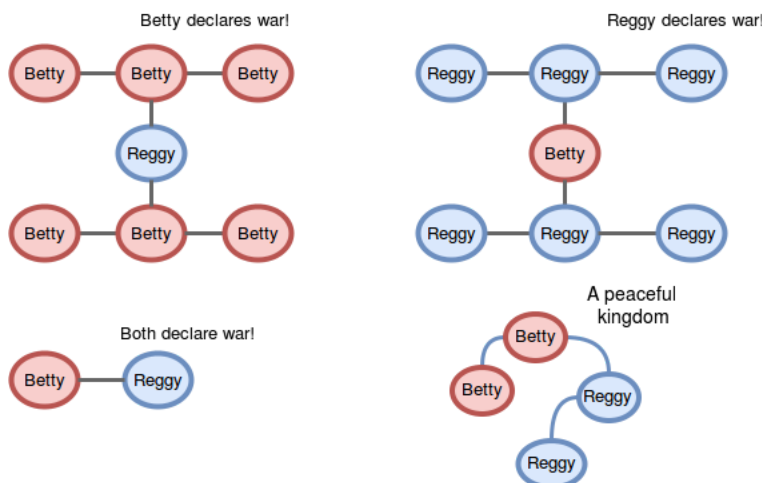 Betty declares war!
Betty Betty Betty
Reggy
Betty Betty Betty
Reggy declares war!
Reggy Reggy Reggy
Betty
Reggy Reggy Reggy
Both declare war!
Betty Reggy
A peaceful
kingdom
Betty
Betty
Reggy
Reggy